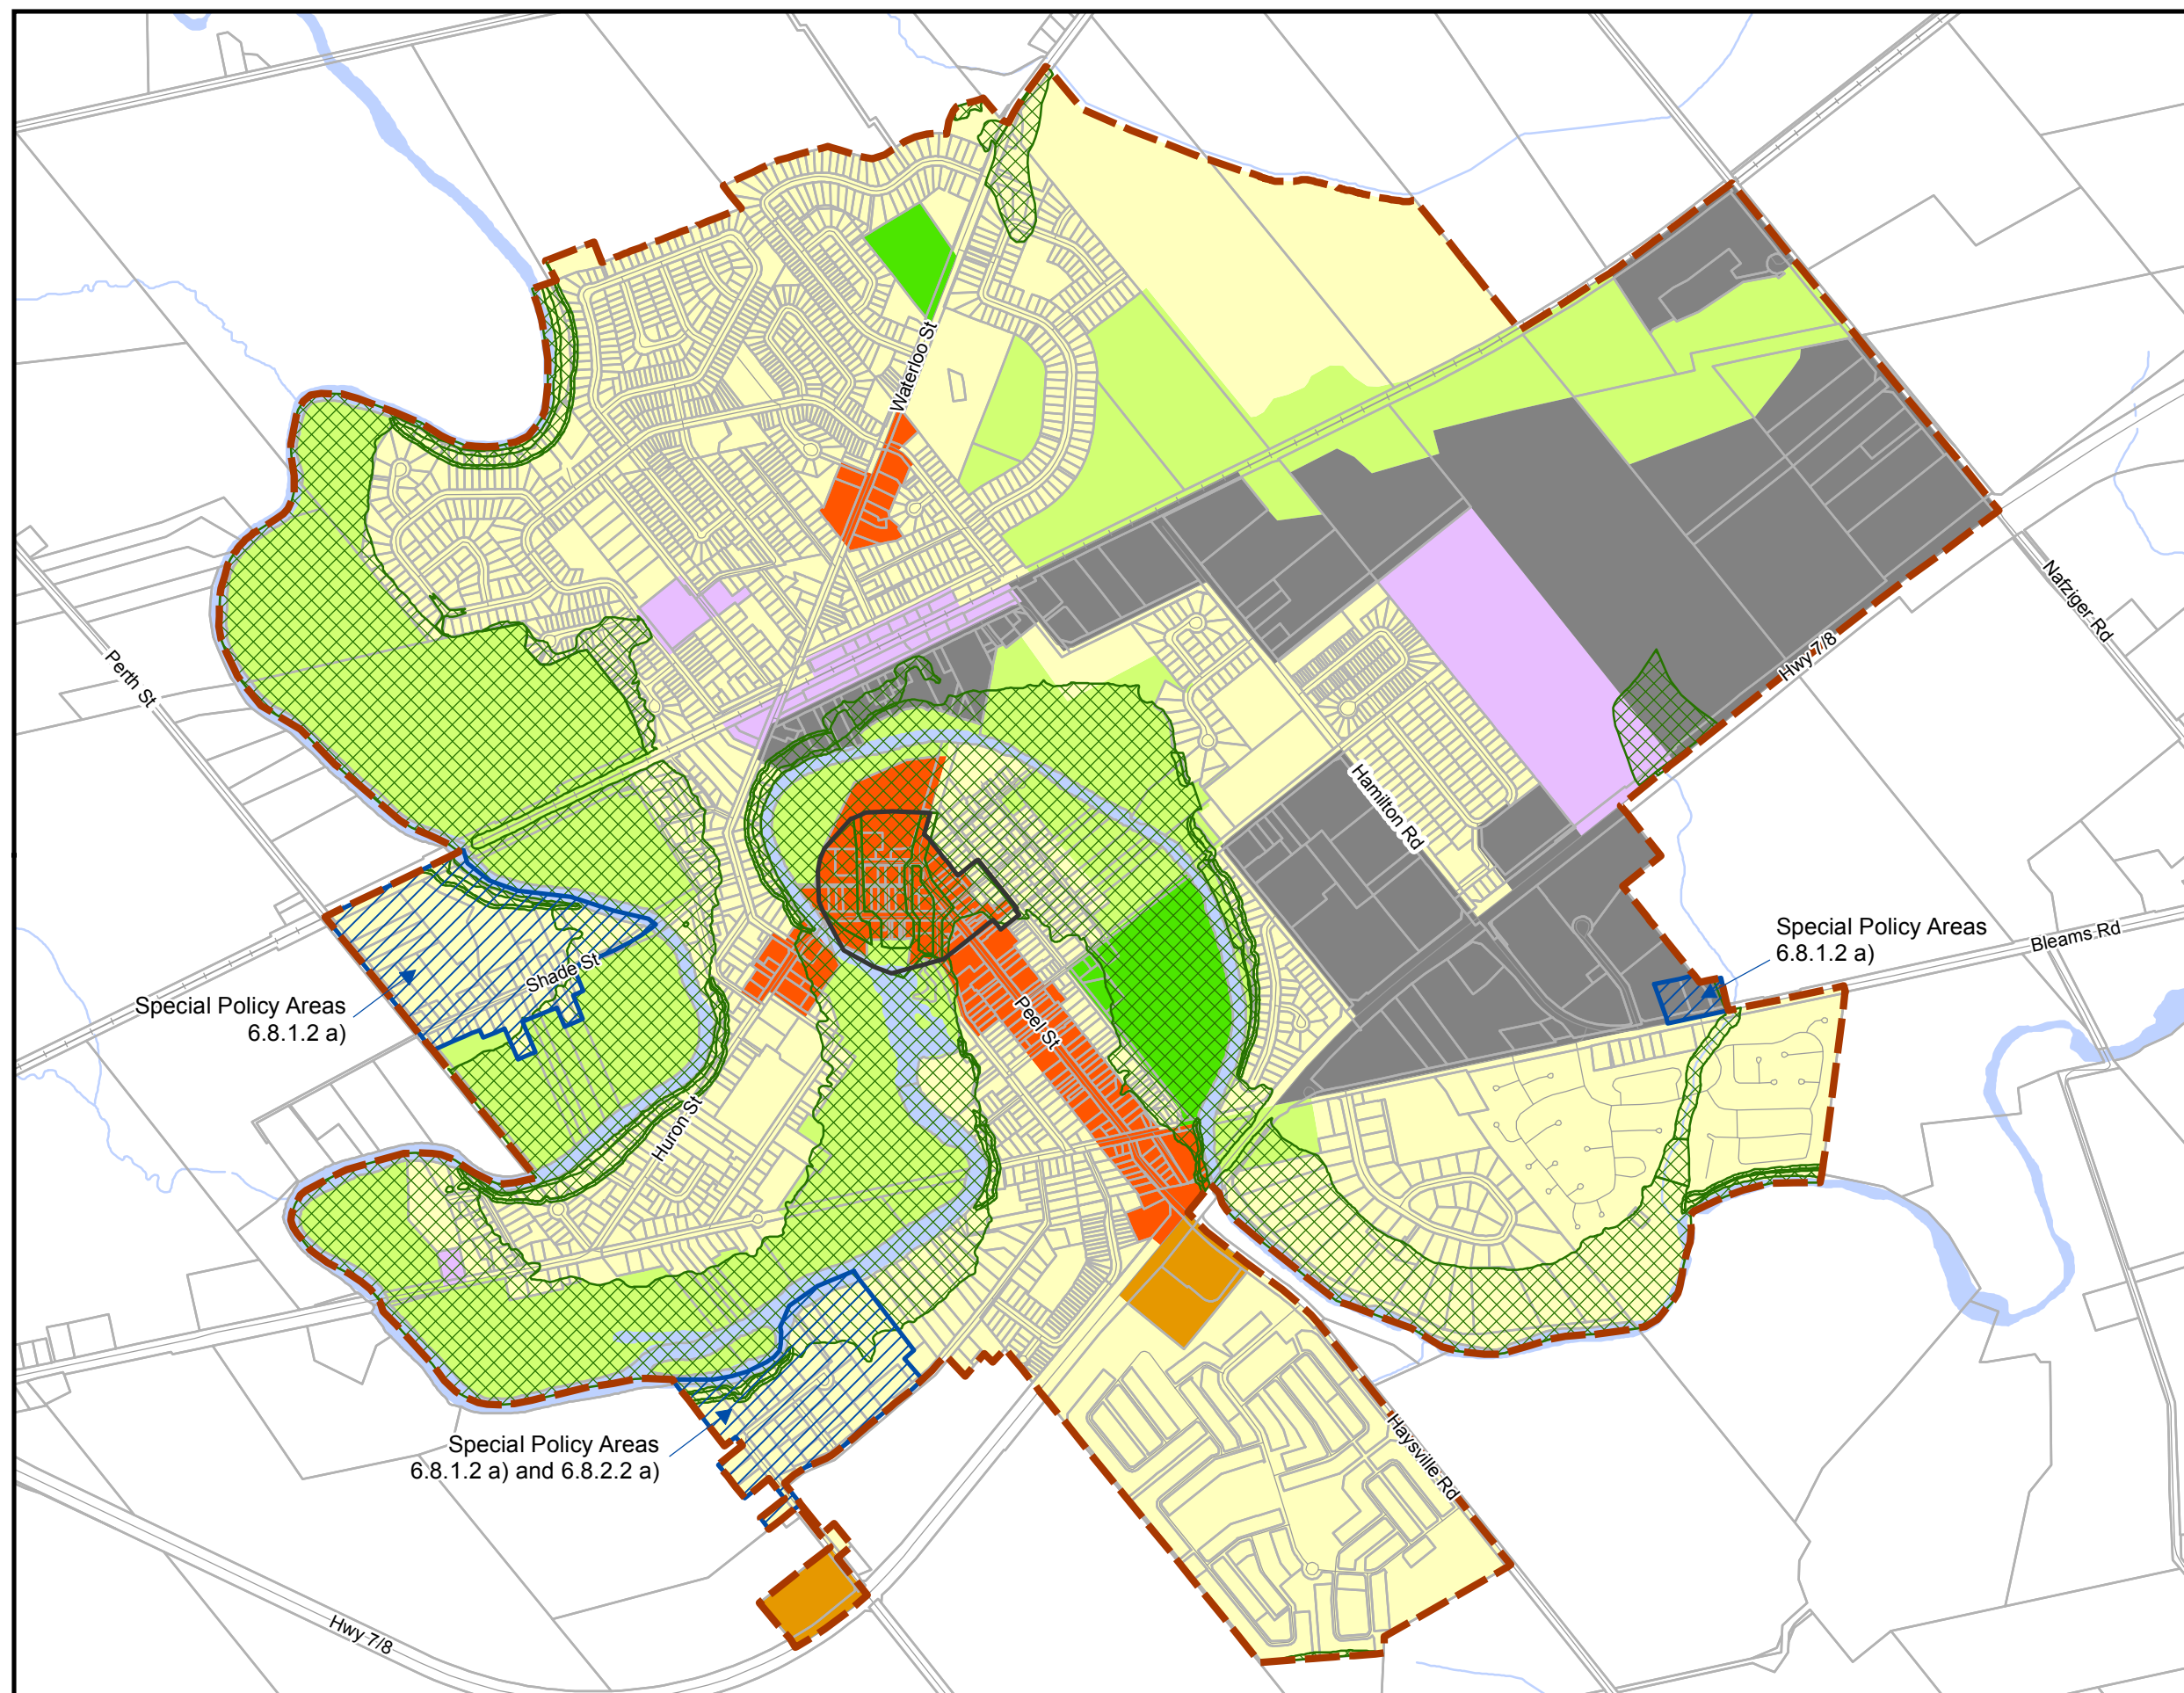 Waterloo St
Perth St
Nafziger Rd
Hwy 7/8
Hamilton Rd
Special Policy Areas
6.8.1.2 a)
Bleams Rd
Shade St
Special Policy Areas
6.8.1.2 a)
Peel St
Huron St
Special Policy Areas
6.8.1.2 a) and 6.8.2.2 a)
Haysville Rd
Hwy 7/8